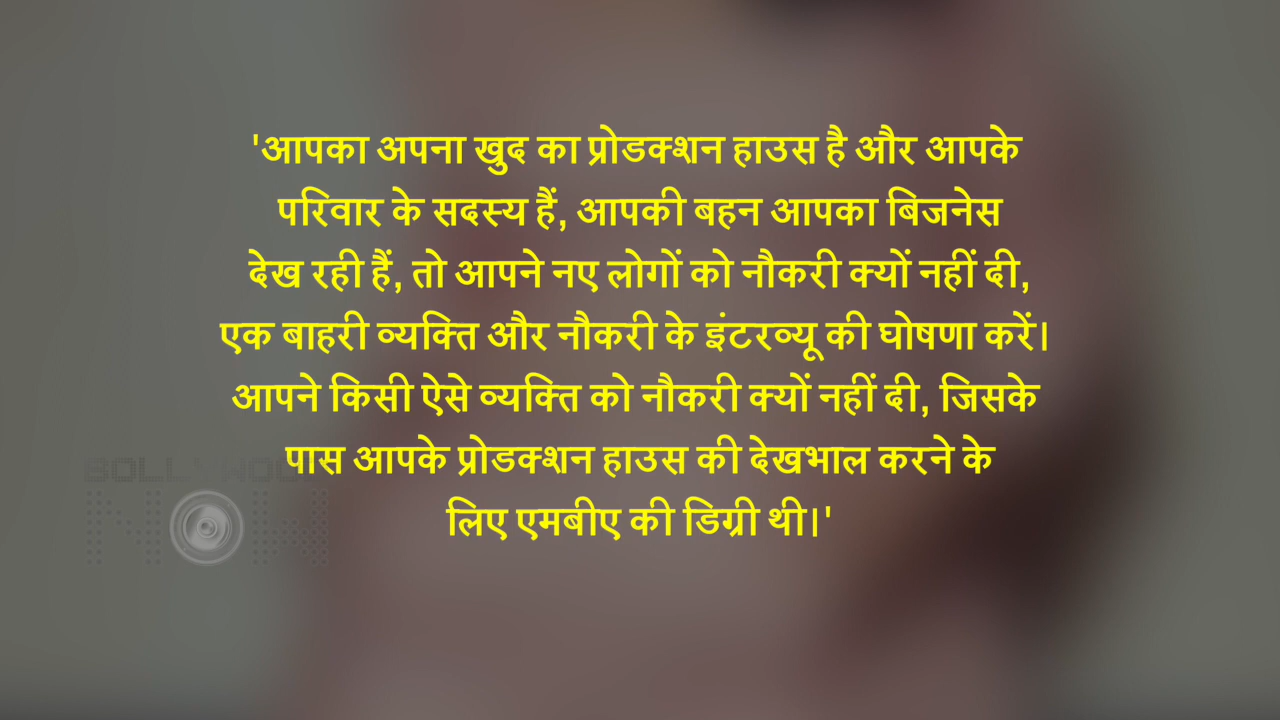 'आपका अपना खुद का प्रोडक्शन हाउस है और आपके
परिवार के सदस्य हैं, आपकी बहन आपका बिजनेस
देख रही हैं, तो आपने नए लोगों को नौकरी क्यों नहीं दी,
एक बाहरी व्यक्ति और नौकरी के इंटरव्यू की घोषणा करें।
आपने किसी ऐसे व्यक्ति को नौकरी क्यों नहीं दी, जिसके
पास आपके प्रोडक्शन हाउस की देखभाल करने के
लिए एमबीए की डिग्री थी।'
BOLLYWOOD
NOW